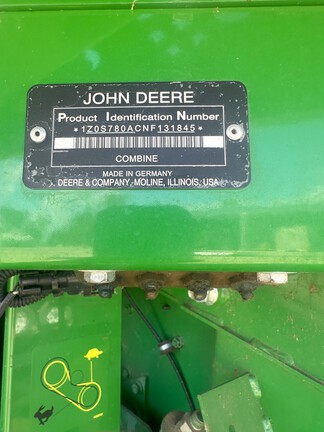 JOHN DEERE
Product Identification Number
*1Z0S780ACNF131845*
COMBINE
MADE IN GERMANY
DEERE & COMPANY, MOLINE, ILLINOIS, USA